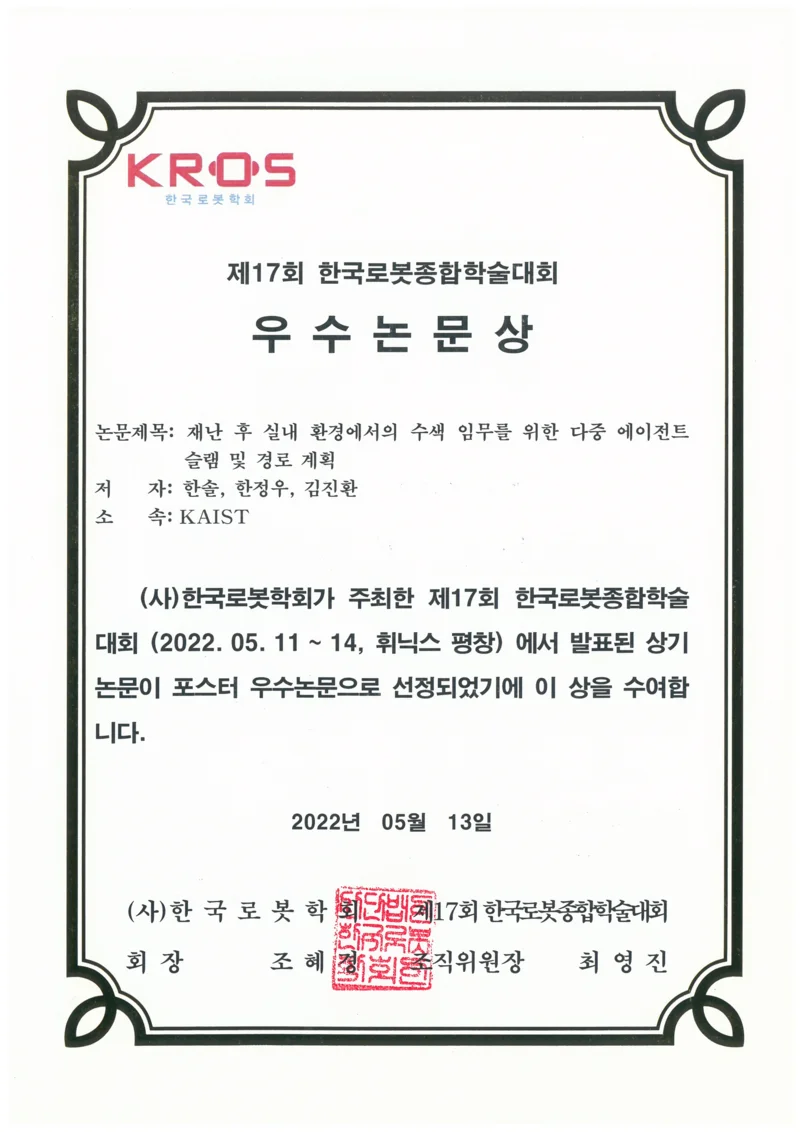 KROS
한국로봇학회
제17회 한국로봇종합학술대회
우수논문상
논문제목: 재난 후 실내 환경에서의 수색 임무를 위한 다중 에이전트
슬램 및 경로 계획
저 자: 한솔, 한정우, 김진환
소 속: KAIST
(사)한국로봇학회가 주최한 제17회 한국로봇종합학술
대회 (2022. 05. 11 ~ 14, 휘닉스 평창) 에서 발표된 상기
논문이 포스터 우수논문으로 선정되었기에 이 상을 수여합
니다.
2022년 05월 13일
(사)한국로봇학회 제17회 한국로봇종합학술대회
회장 조혜경 조직위원장 최영진